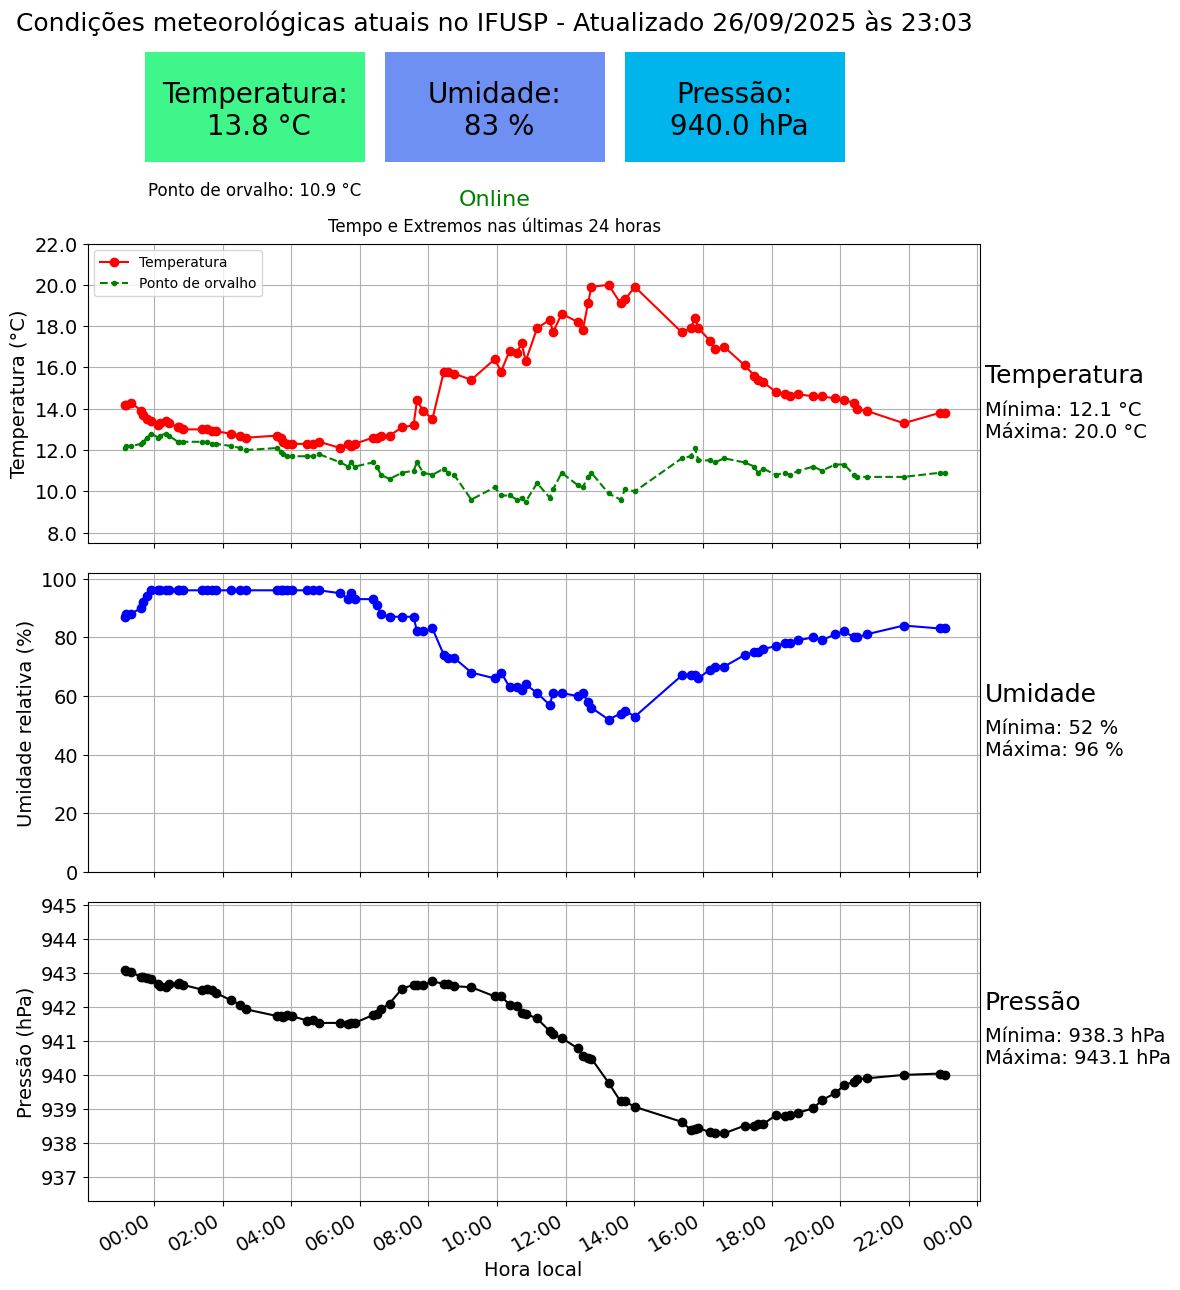 Condições meteorológicas atuais no IFUSP - Atualizado 26/09/2025 às 23:03
Temperatura:
13.8 °C
Umidade:
83 %
Pressão:
940.0 hPa
Ponto de orvalho: 10.9 °C
Online
Tempo e Extremos nas últimas 24 horas
Temperatura (°C)
22.0
20.0
18.0
16.0
14.0
12.0
10.0
8.0
Temperatura
Ponto de orvalho
Temperatura
Mínima: 12.1 °C
Máxima: 20.0 °C
Umidade relativa (%)
100
80
60
40
20
0
Umidade
Mínima: 52 %
Máxima: 96 %
Pressão (hPa)
945
944
943
942
941
940
939
938
937
Pressão
Mínima: 938.3 hPa
Máxima: 943.1 hPa
00:00 02:00 04:00 06:00 08:00 10:00 12:00 14:00 16:00 18:00 20:00 22:00 00:00
Hora local